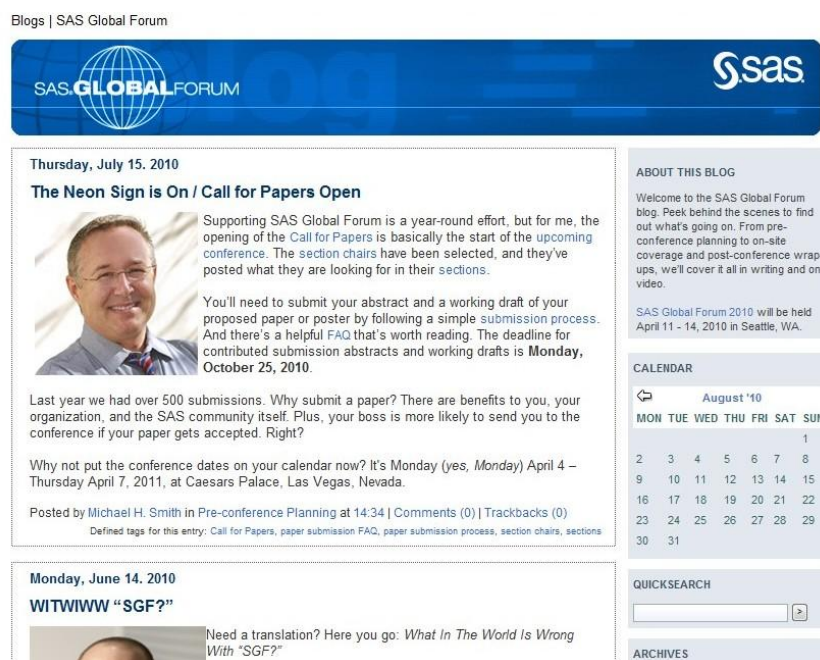 Blogs | SAS Global Forum
SAS.GLOBALFORUM
sas
Thursday, July 15. 2010
The Neon Sign is On / Call for Papers Open
Supporting SAS Global Forum is a year-round effort, but for me, the
opening of the Call for Papers is basically the start of the upcoming
conference. The section chairs have been selected, and they've
posted what they are looking for in their sections.
You'll need to submit your abstract and a working draft of your
proposed paper or poster by following a simple submission process.
And there's a helpful FAQ that's worth reading. The deadline for
contributed submission abstracts and working drafts is Monday,
October 25, 2010.
Last year we had over 500 submissions. Why submit a paper? There are benefits to you, your
organization, and the SAS community itself. Plus, your boss is more likely to send you to the
conference if your paper gets accepted. Right?
Why not put the conference dates on your calendar now? It's Monday (yes, Monday) April 4 –
Thursday April 7, 2011, at Caesars Palace, Las Vegas, Nevada.
Posted by Michael H. Smith in Pre-conference Planning at 14:34 | Comments (0) | Trackbacks (0)
Defined tags for this entry: Call for Papers, paper submission FAQ, paper submission process, section chairs, sections
Monday, June 14. 2010
WITWIWW "SGF?"
Need a translation? Here you go: What In The World Is Wrong
With "SGF?"
ABOUT THIS BLOG
Welcome to the SAS Global Forum
blog. Peek behind the scenes to find
out what's going on. From pre-
conference planning to on-site
coverage and post-conference wrap
ups, we'll cover it all in writing and on
video.
SAS Global Forum 2010 will be held
April 11 - 14, 2010 in Seattle, WA.
CALENDAR
August '10
MON TUE WED THU FRI SAT SUN
1
2 3 4 5 6 7 8
9 10 11 12 13 14 15
16 17 18 19 20 21 22
23 24 25 26 27 28 29
30 31
QUICKSEARCH
>
ARCHIVES